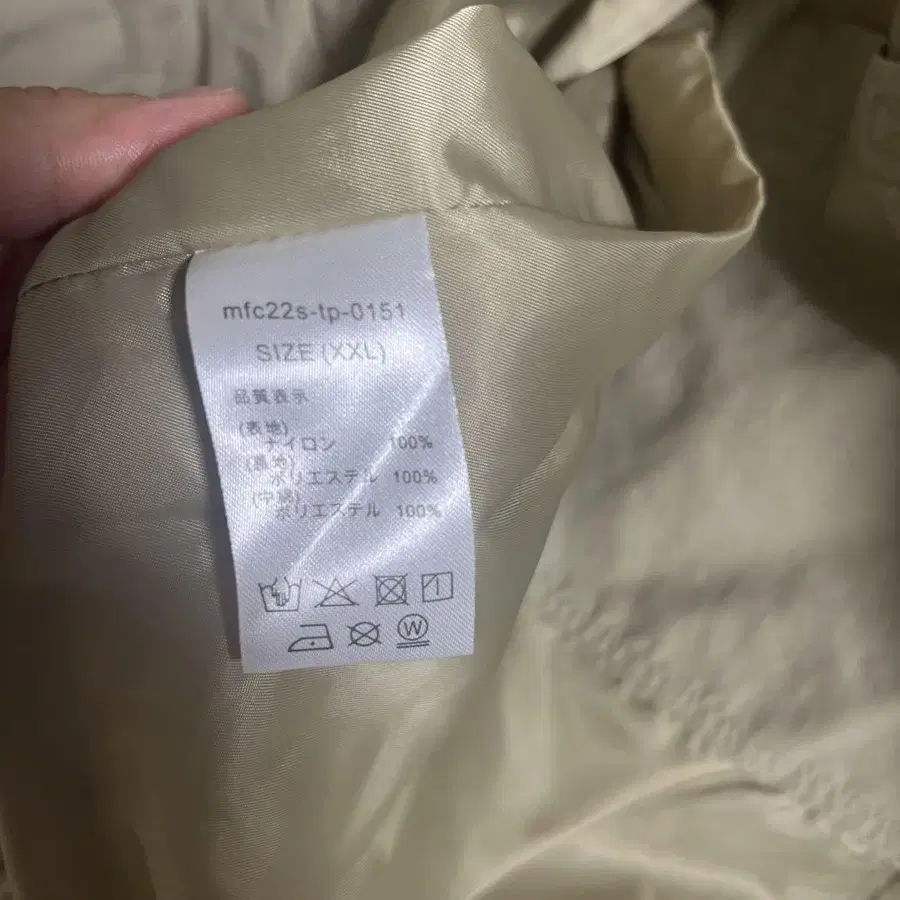 mfc22s-tp-0151
SIZE (XXL)
品質表示
(表地)
ナイロン 100%
(裏地)
ポリエステル 100%
(中綿)
ポリエステル 100%
W